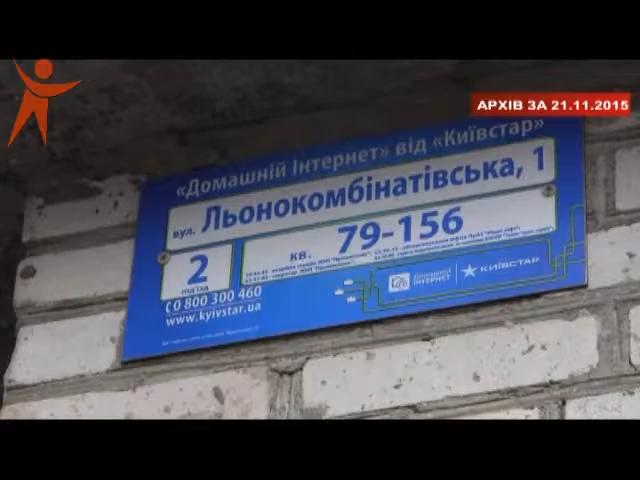 АРХІВ ЗА 21.11.2015
«Домашній Інтернет» від «Київстар»
вул. Льонокомбінатівська, 1
2
під'їзд
кв. 79-156
0 800 300 460
www.kyivstar.ua
Домашній
ІНТЕРНЕТ
КИЇВСТАР